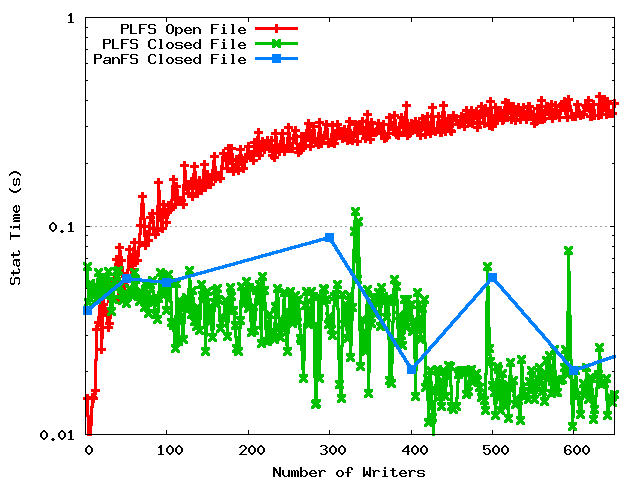 1
PLFS Open File
PLFS Closed File
PanFS Closed File
Stat Time (s)
0.1
0.01
0 100 200 300 400 500 600
Number of Writers